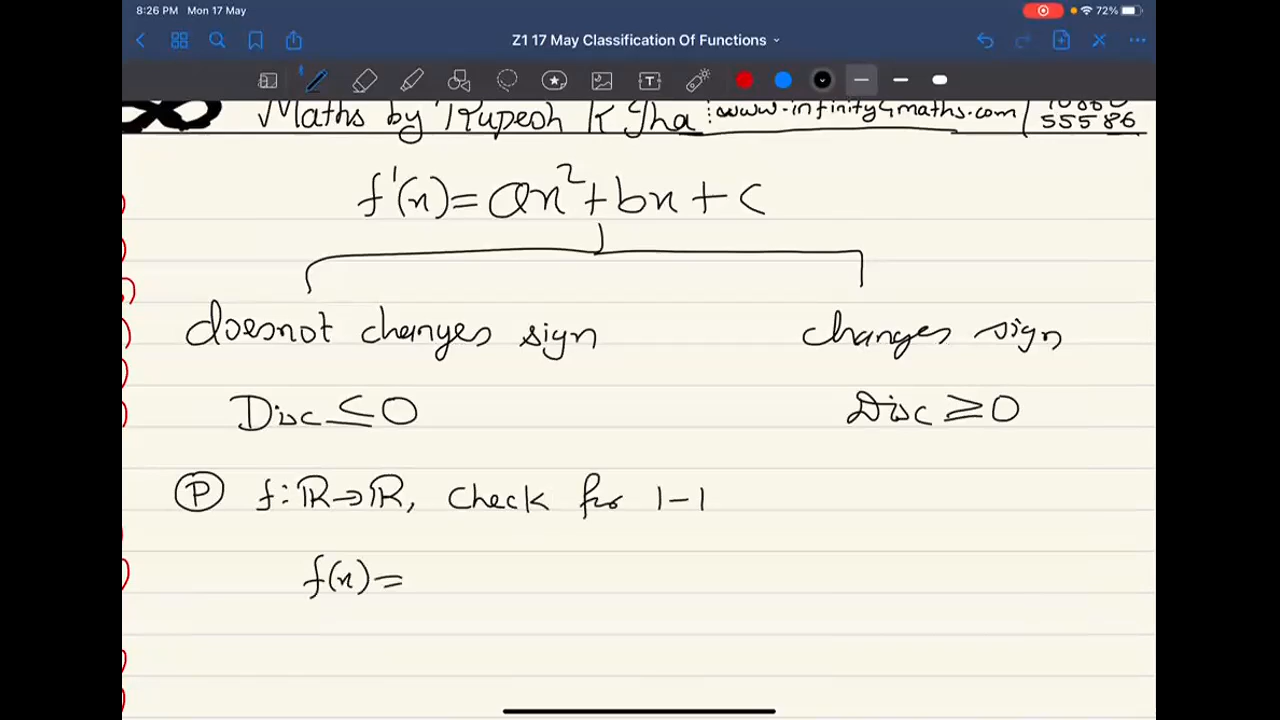 8:26 PM Mon 17 May
72%
Z1 17 May Classification Of Functions
Maths by Rupesh K Jha www.infinity4maths.com
55586
f'(x)=ax²+bx+c
doesnot changes sign
changes sign
Disc≤0
Disc≥0
P f:ℝ→ℝ, Check for 1-1
f(x)=